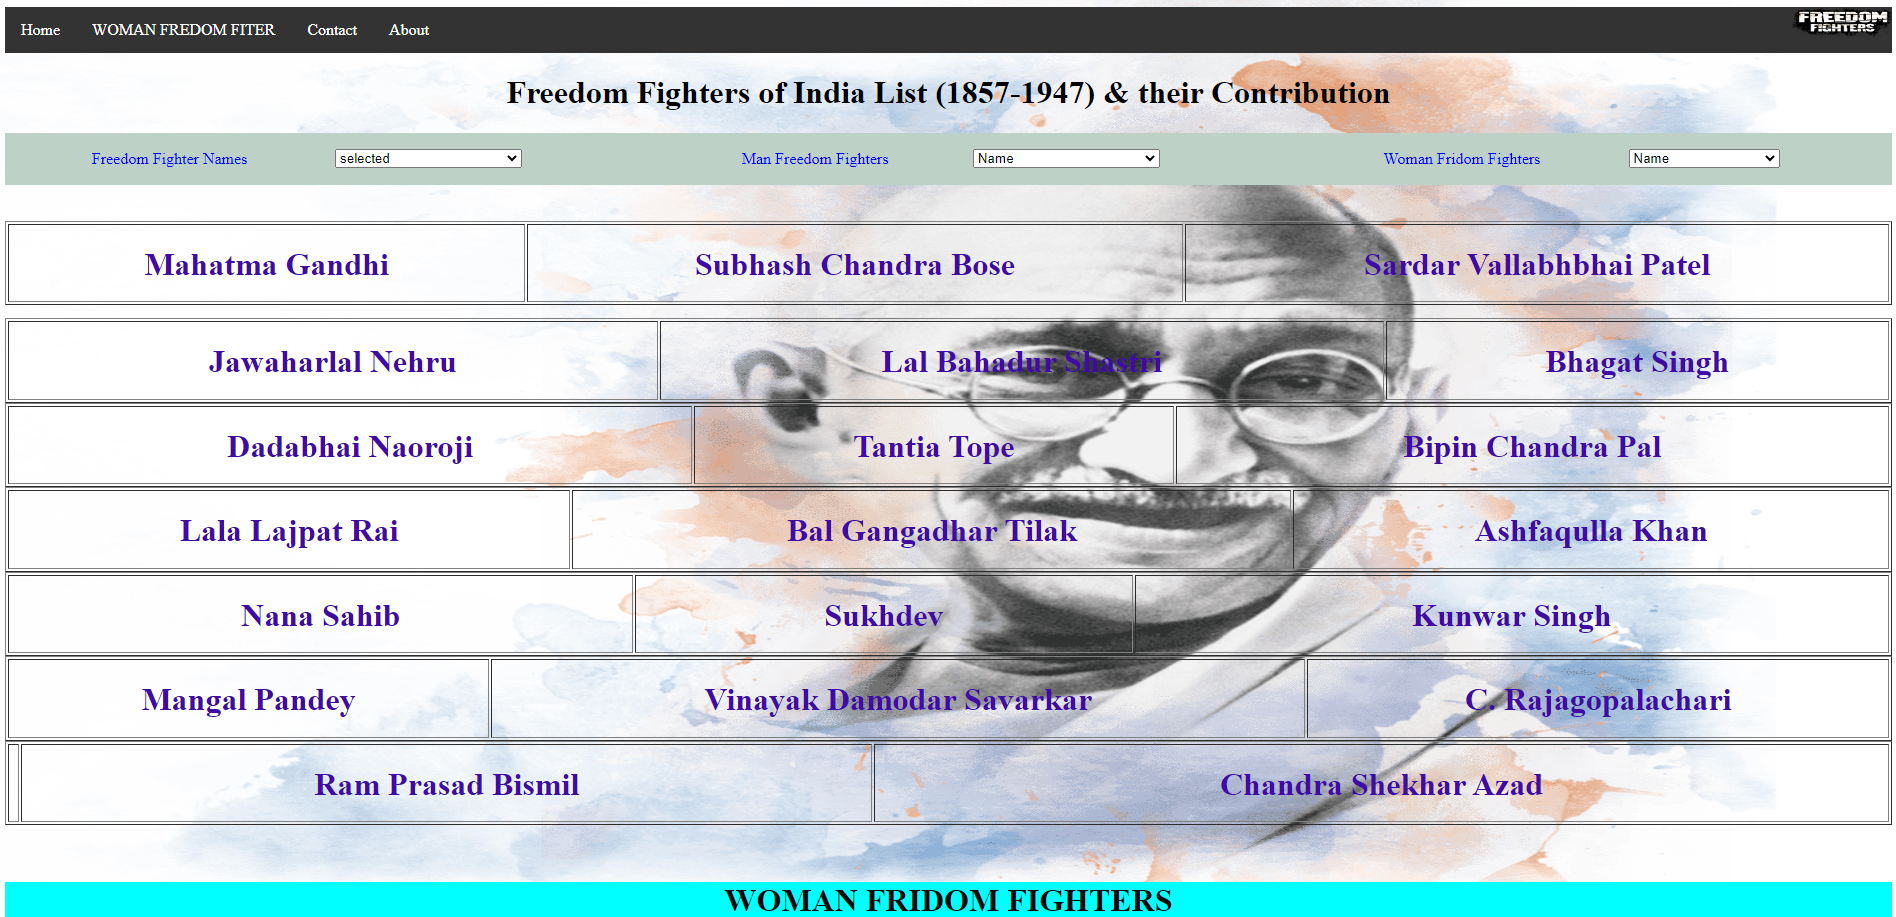 Home WOMAN FREDOM FITER Contact About FREEDOM
FIGHTERS
Freedom Fighters of India List (1857-1947) & their Contribution
Freedom Fighter Names selected Man Freedom Fighters Name Woman Fridom Fighters Name
Mahatma Gandhi Subhash Chandra Bose Sardar Vallabhbhai Patel
Jawaharlal Nehru Lal Bahadur Shastri Bhagat Singh
Dadabhai Naoroji Tantia Tope Bipin Chandra Pal
Lala Lajpat Rai Bal Gangadhar Tilak Ashfaqulla Khan
Nana Sahib Sukhdev Kunwar Singh
Mangal Pandey Vinayak Damodar Savarkar C. Rajagopalachari
Ram Prasad Bismil Chandra Shekhar Azad
WOMAN FRIDOM FIGHTERS